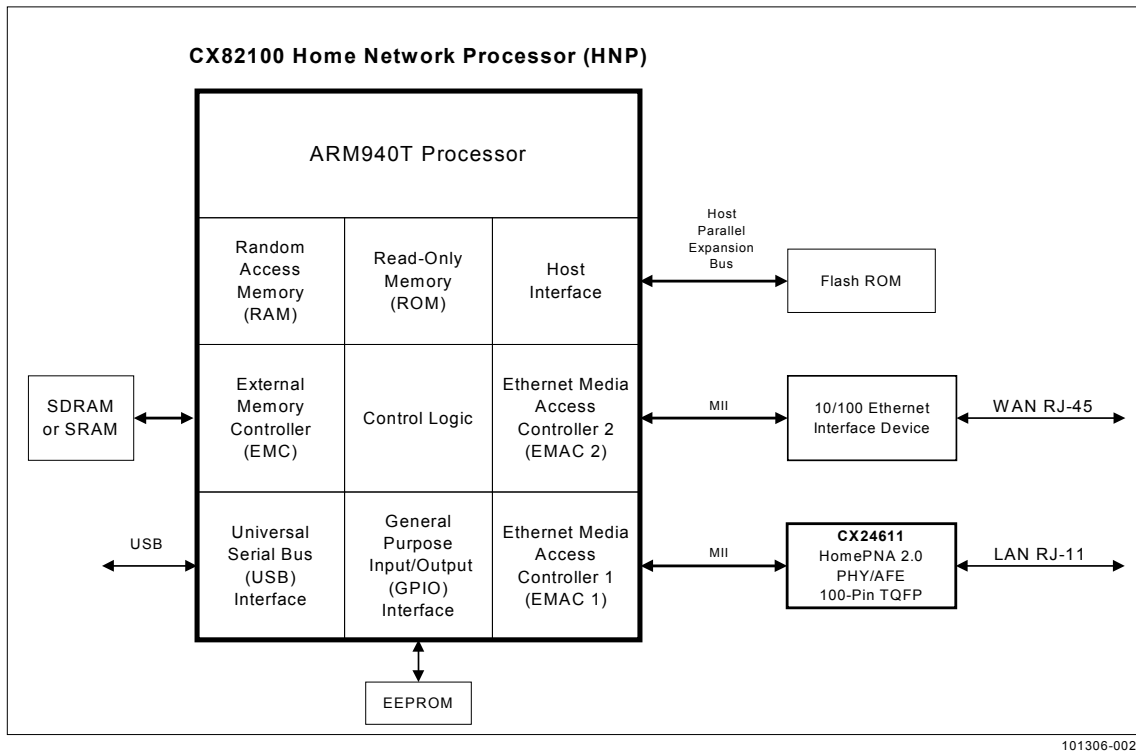 CX82100 Home Network Processor (HNP)
ARM940T Processor
Random
Access
Memory
(RAM)
Read-Only
Memory
(ROM)
Host
Interface
Host
Parallel
Expansion
Bus
Flash ROM
SDRAM
or SRAM
External
Memory
Controller
(EMC)
Control Logic
Ethernet Media
Access
Controller 2
(EMAC 2)
MII
10/100 Ethernet
Interface Device
WAN RJ-45
USB
Universal
Serial Bus
(USB)
Interface
General
Purpose
Input/Output
(GPIO)
Interface
Ethernet Media
Access
Controller 1
(EMAC 1)
MII
CX24611
HomePNA 2.0
PHY/AFE
100-Pin TQFP
LAN RJ-11
EEPROM
101306-002